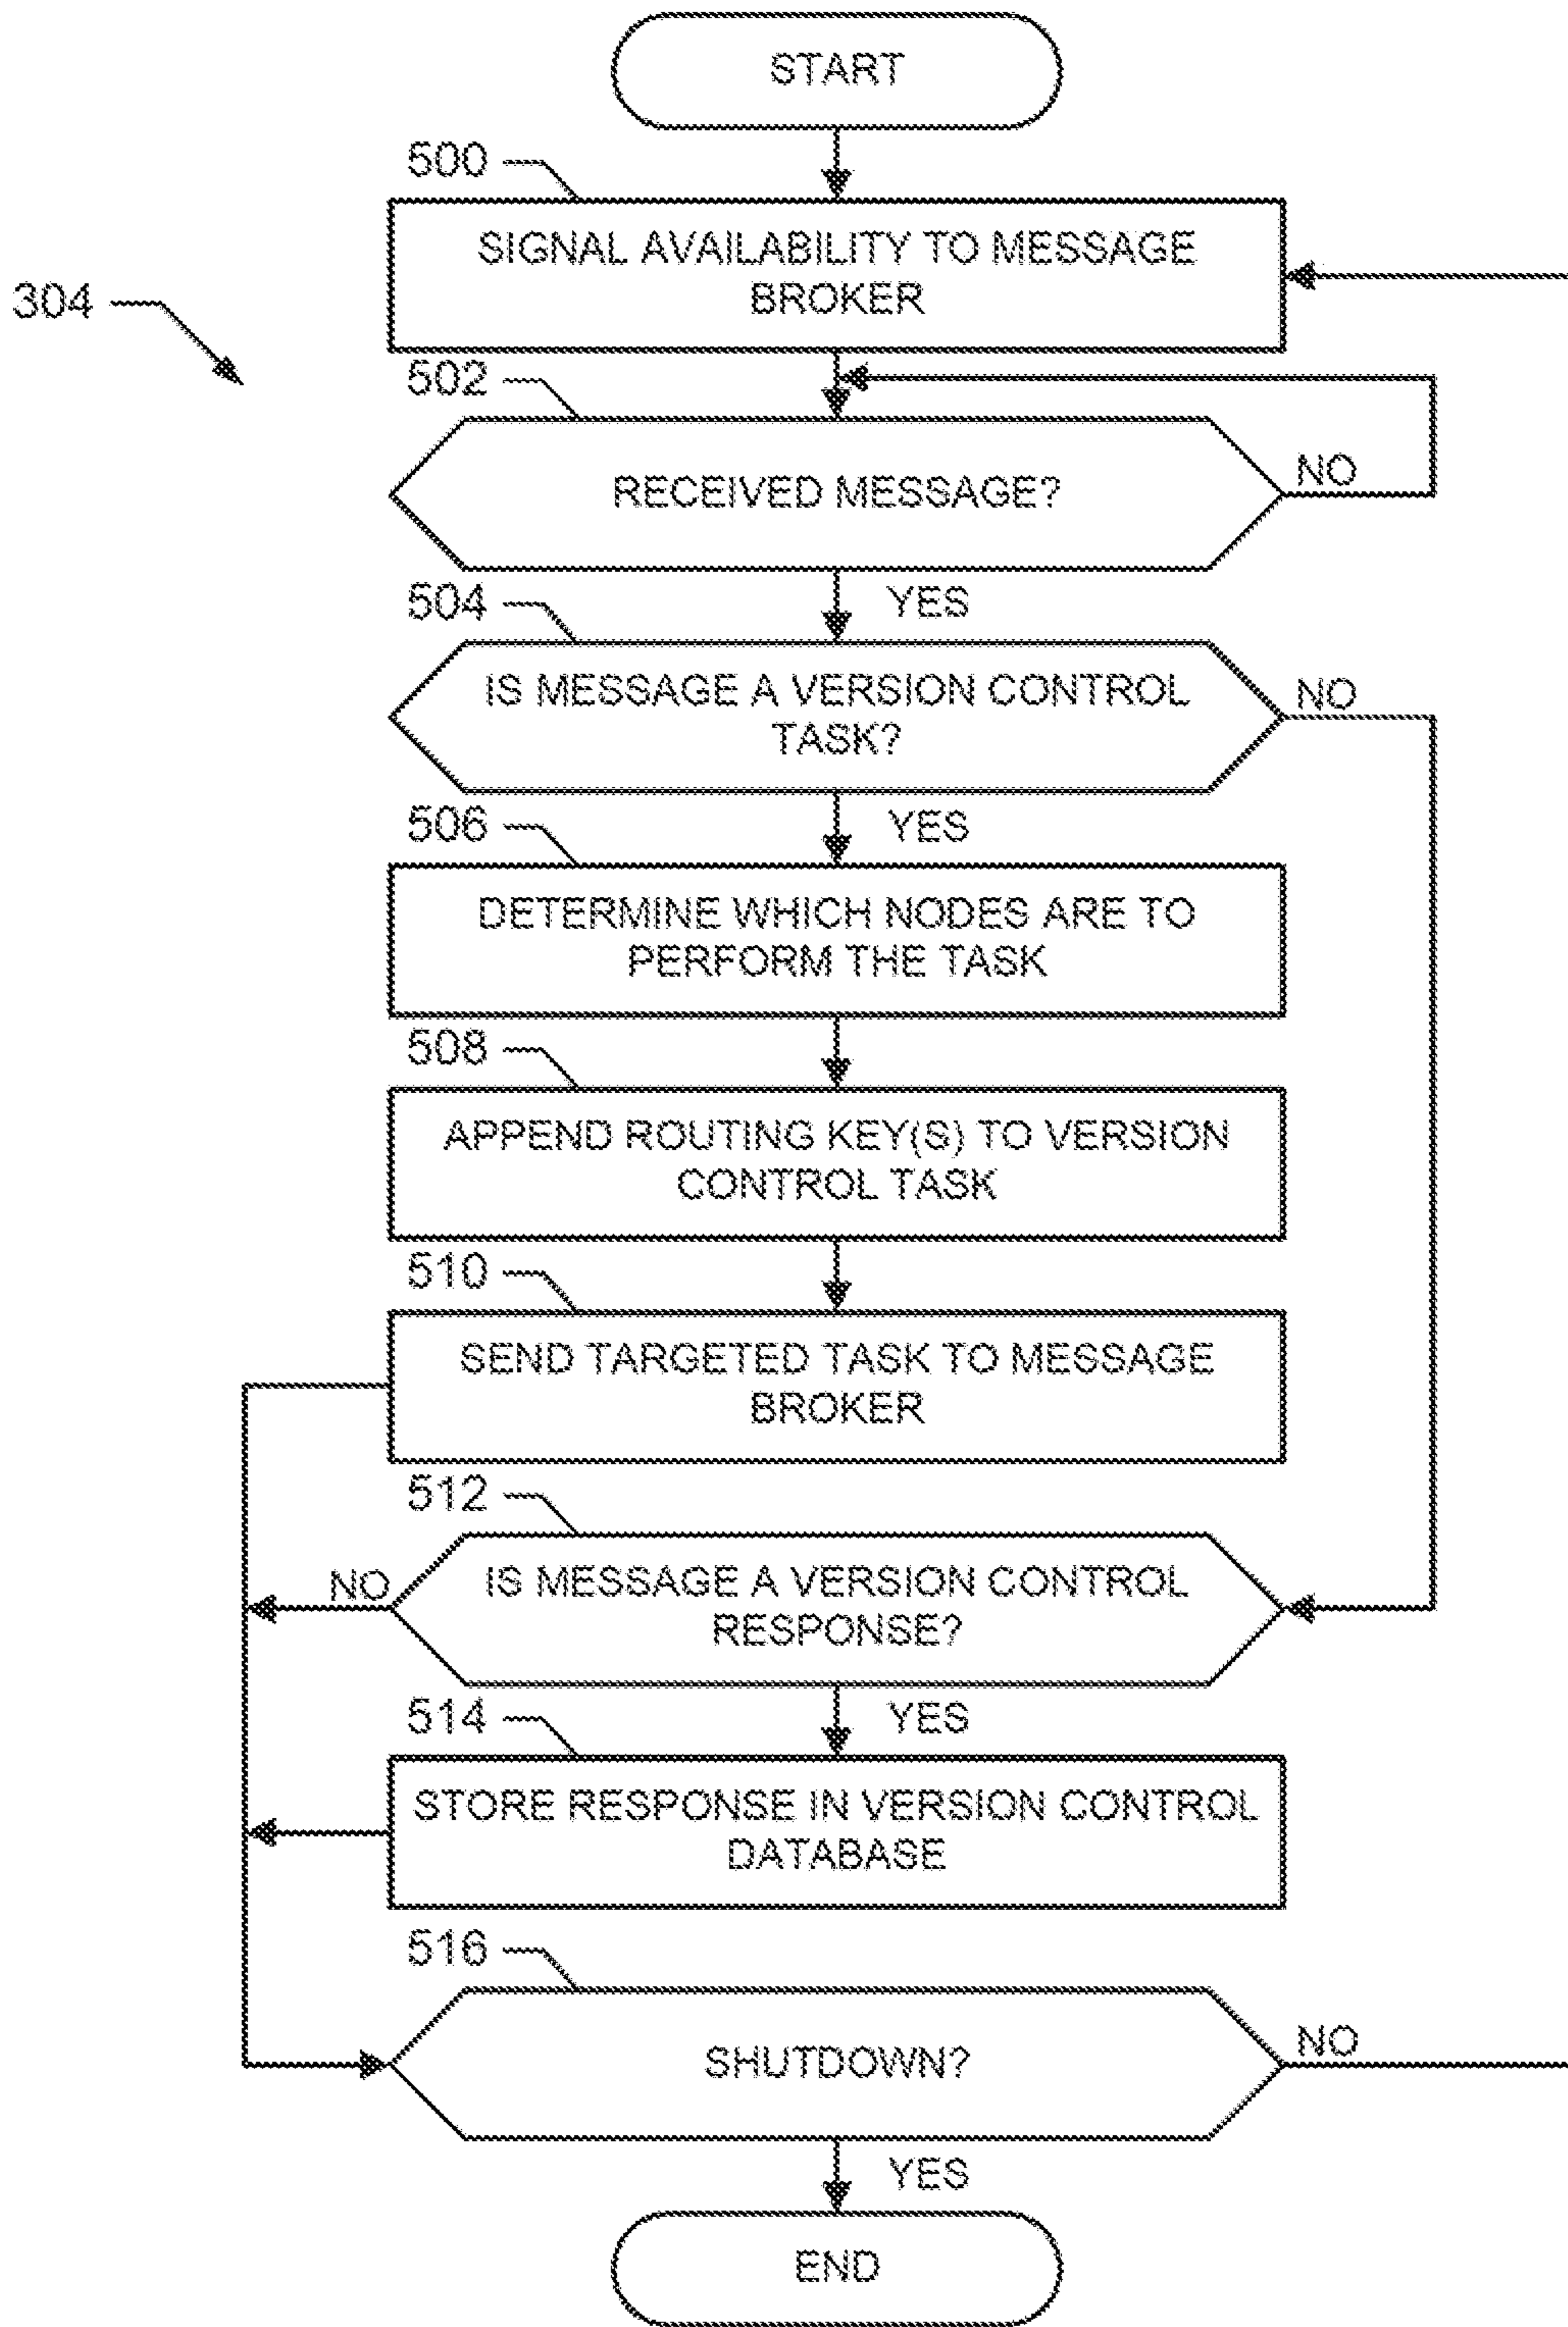 START
500
SIGNAL AVAILABILITY TO MESSAGE
BROKER
304
502
RECEIVED MESSAGE?
NO
YES
504
IS MESSAGE A VERSION CONTROL
TASK?
NO
YES
506
DETERMINE WHICH NODES ARE TO
PERFORM THE TASK
508
APPEND ROUTING KEY(S) TO VERSION
CONTROL TASK
510
SEND TARGETED TASK TO MESSAGE
BROKER
512
IS MESSAGE A VERSION CONTROL
RESPONSE?
NO
YES
514
STORE RESPONSE IN VERSION CONTROL
DATABASE
516
SHUTDOWN?
NO
YES
END